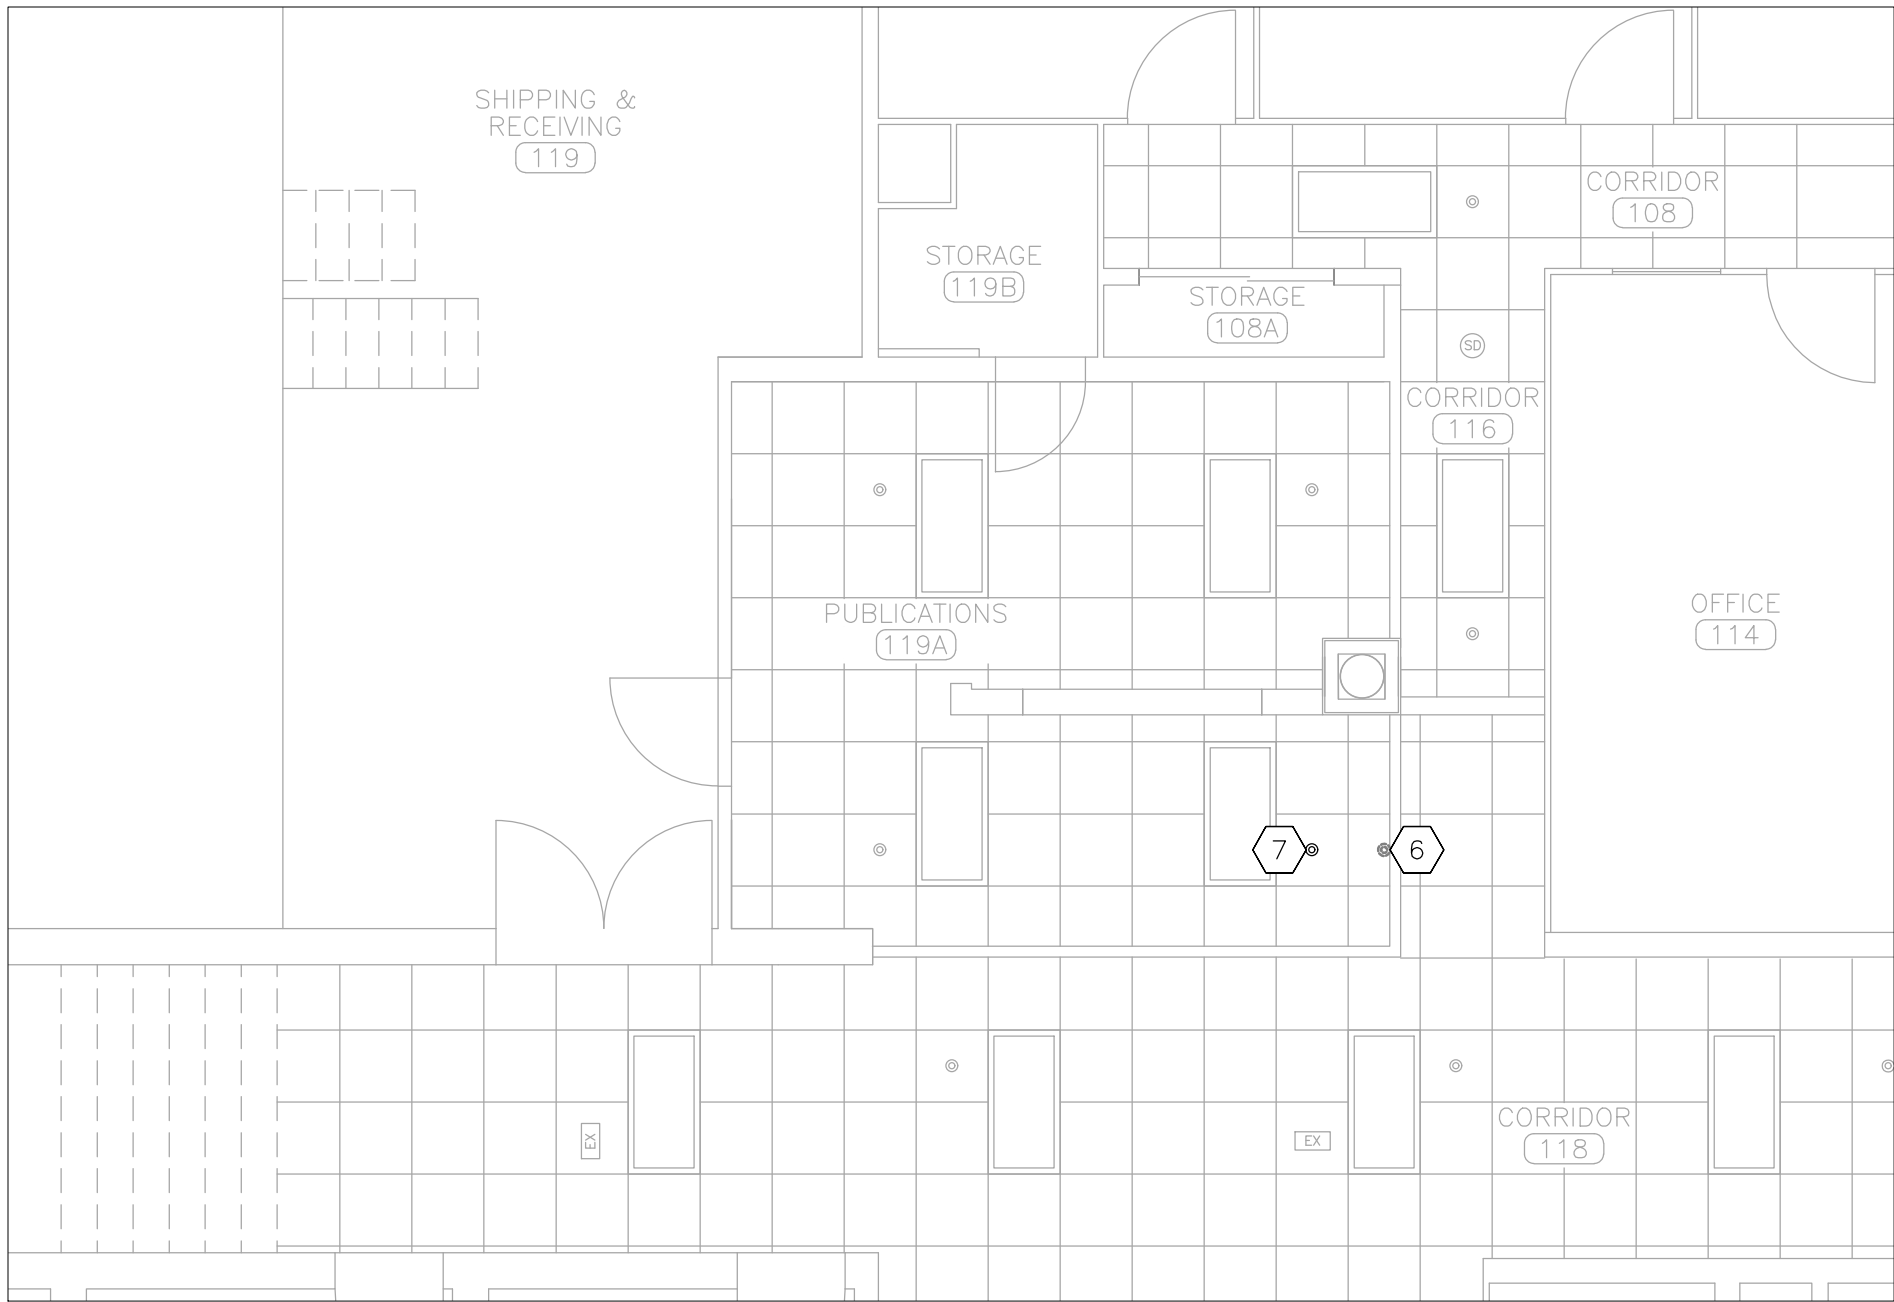 SHIPPING &
RECEIVING
119
CORRIDOR
108
STORAGE
119B
STORAGE
108A
SD
CORRIDOR
116
PUBLICATIONS
119A
OFFICE
114
7
6
EX
EX
CORRIDOR
118